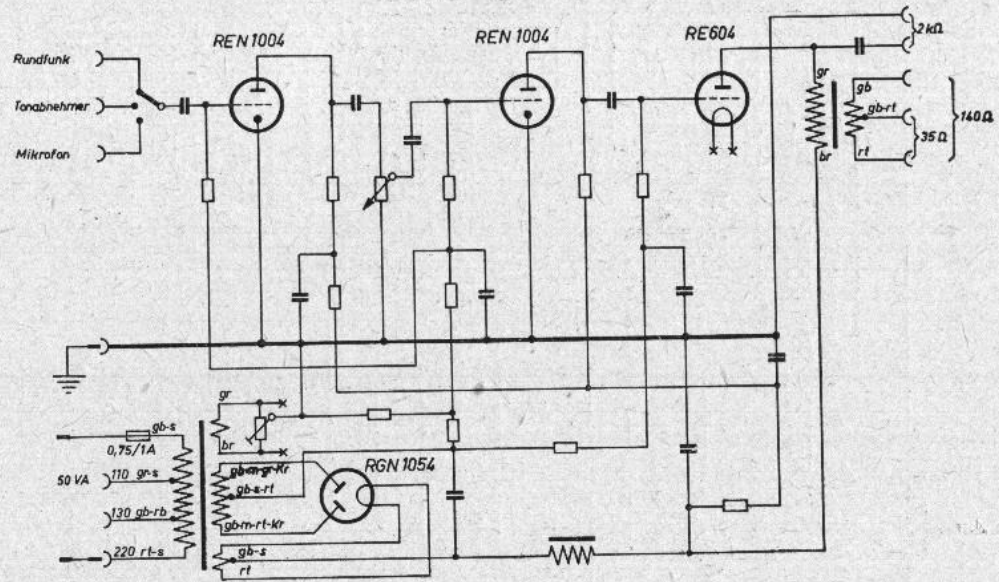 REN 1004
REN 1004
RE604
2kΩ
Rundfunk
Tonabnehmer
Mikrofon
gr
br
gb
gb-rt
rt
35 Ω
140 Ω
gr
br
gb-s
0,75/1A
50 VA
110 gr-s
130 gb-rb
220 rt-s
gb-m-gr-Kr
gb-s-rt
gb-m-rt-Kr
gb-s
rt
RGN 1054